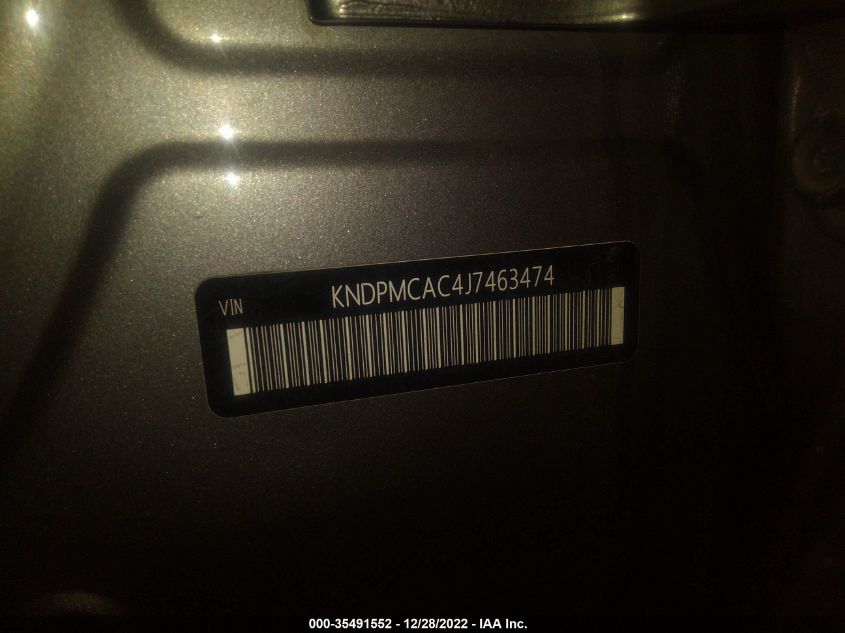 VIN KNDPMCAC4J7463474
000-35491552 - 12/28/2022 - IAA Inc.